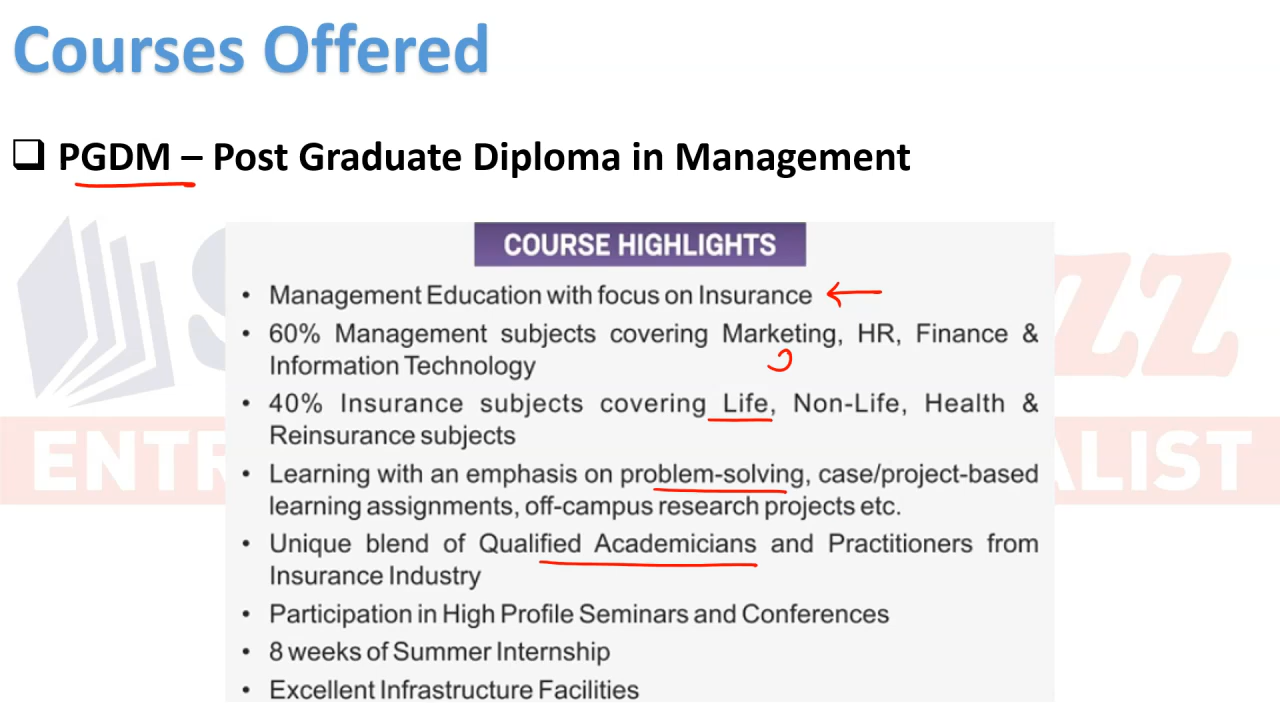 Courses Offered
❑ PGDM – Post Graduate Diploma in Management
COURSE HIGHLIGHTS
• Management Education with focus on Insurance
• 60% Management subjects covering Marketing, HR, Finance &
Information Technology
• 40% Insurance subjects covering Life, Non-Life, Health &
Reinsurance subjects
• Learning with an emphasis on problem-solving, case/project-based
learning assignments, off-campus research projects etc.
• Unique blend of Qualified Academicians and Practitioners from
Insurance Industry
• Participation in High Profile Seminars and Conferences
• 8 weeks of Summer Internship
• Excellent Infrastructure Facilities